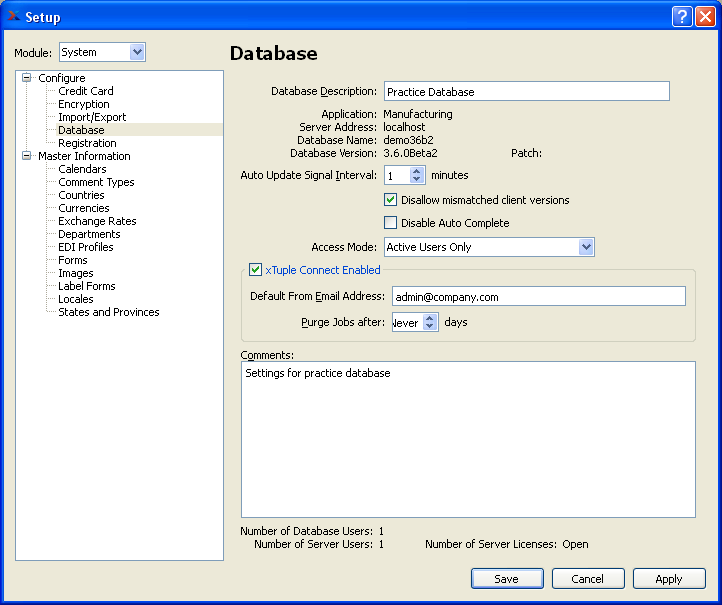 Setup
Module: System
Configure
Credit Card
Encryption
Import/Export
Database
Registration
Master Information
Calendars
Comment Types
Countries
Currencies
Exchange Rates
Departments
EDI Profiles
Forms
Images
Label Forms
Locales
States and Provinces
Database
Database Description: Practice Database
Application: Manufacturing
Server Address: localhost
Database Name: demo36b2
Database Version: 3.6.0Beta2 Patch:
Auto Update Signal Interval: 1 minutes
Disallow mismatched client versions
Disable Auto Complete
Access Mode: Active Users Only
xTuple Connect Enabled
Default From Email Address: admin@company.com
Purge Jobs after: Never days
Comments:
Settings for practice database
Number of Database Users: 1
Number of Server Users: 1 Number of Server Licenses: Open
Save Cancel Apply